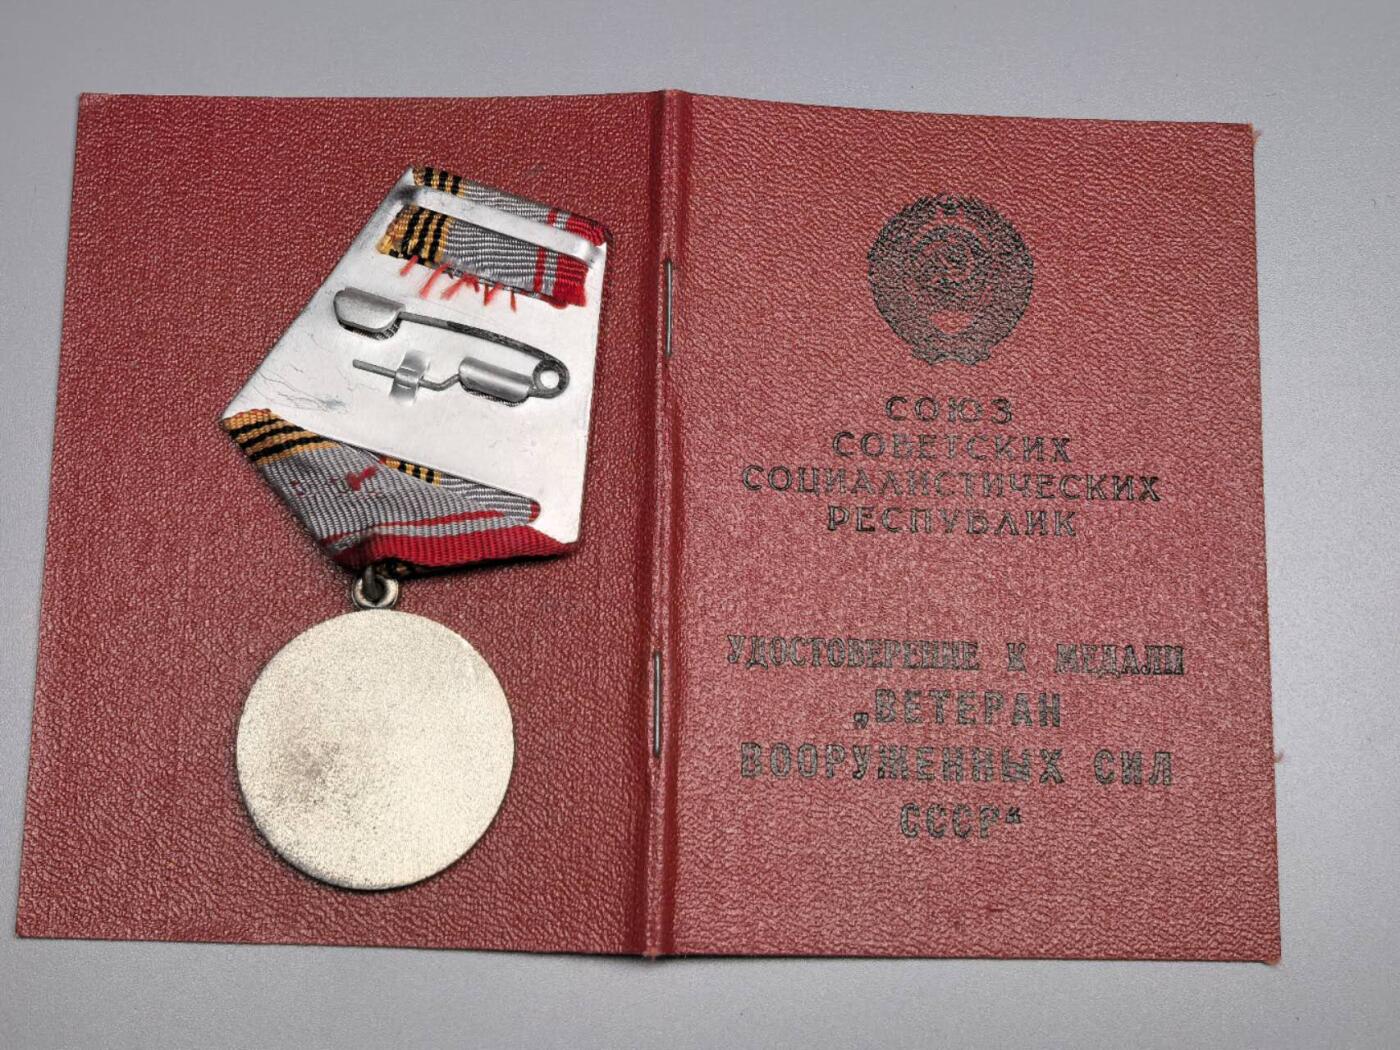 СОЮЗ
СОВЕТСКИХ
СОЦИАЛИСТИЧЕСКИХ
РЕСПУБЛИК
УДОСТОВЕРЕНИЕ К МЕДАЛИ
„ВЕТЕРАН
ВООРУЖЕННЫХ СИЛ
СССР“